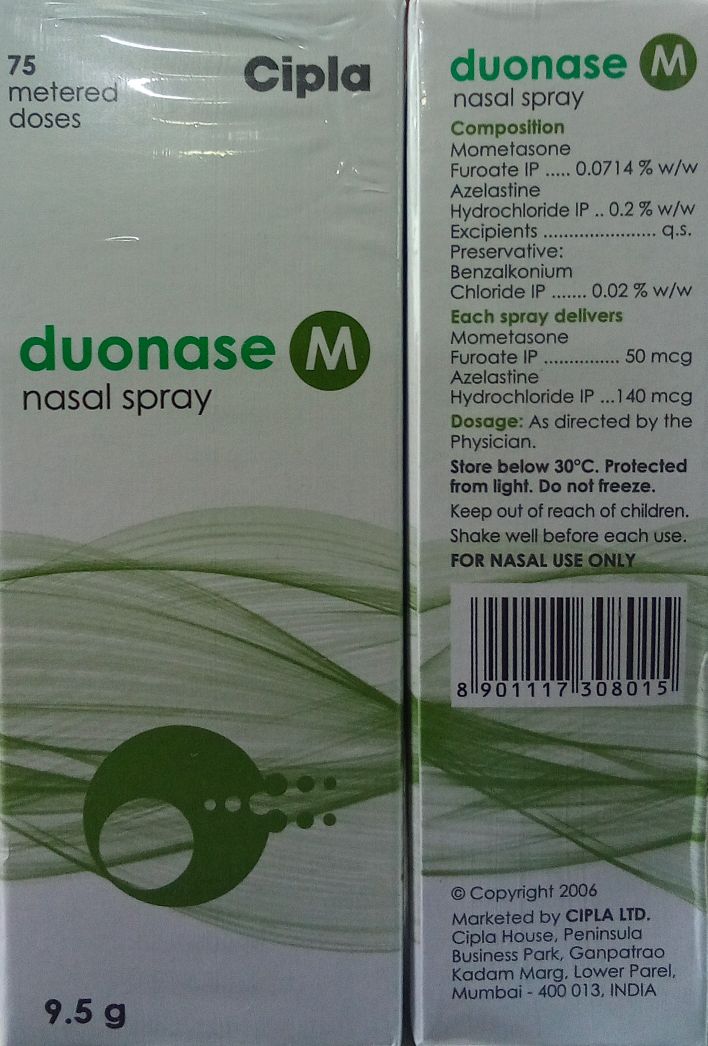 75
metered
doses
Cipla
duonase M
nasal spray
9.5 g
duonase M
nasal spray
Composition
Mometasone
Furoate IP ..... 0.0714 % w/w
Azelastine
Hydrochloride IP .. 0.2 % w/w
Excipients ...................... q.s.
Preservative:
Benzalkonium
Chloride IP ....... 0.02 % w/w
Each spray delivers
Mometasone
Furoate IP ............... 50 mcg
Azelastine
Hydrochloride IP ...140 mcg
Dosage: As directed by the
Physician.
Store below 30°C. Protected
from light. Do not freeze.
Keep out of reach of children.
Shake well before each use.
FOR NASAL USE ONLY
8 901117 308015
© Copyright 2006
Marketed by CIPLA LTD.
Cipla House, Peninsula
Business Park, Ganpatrao
Kadam Marg, Lower Parel,
Mumbai - 400 013, INDIA